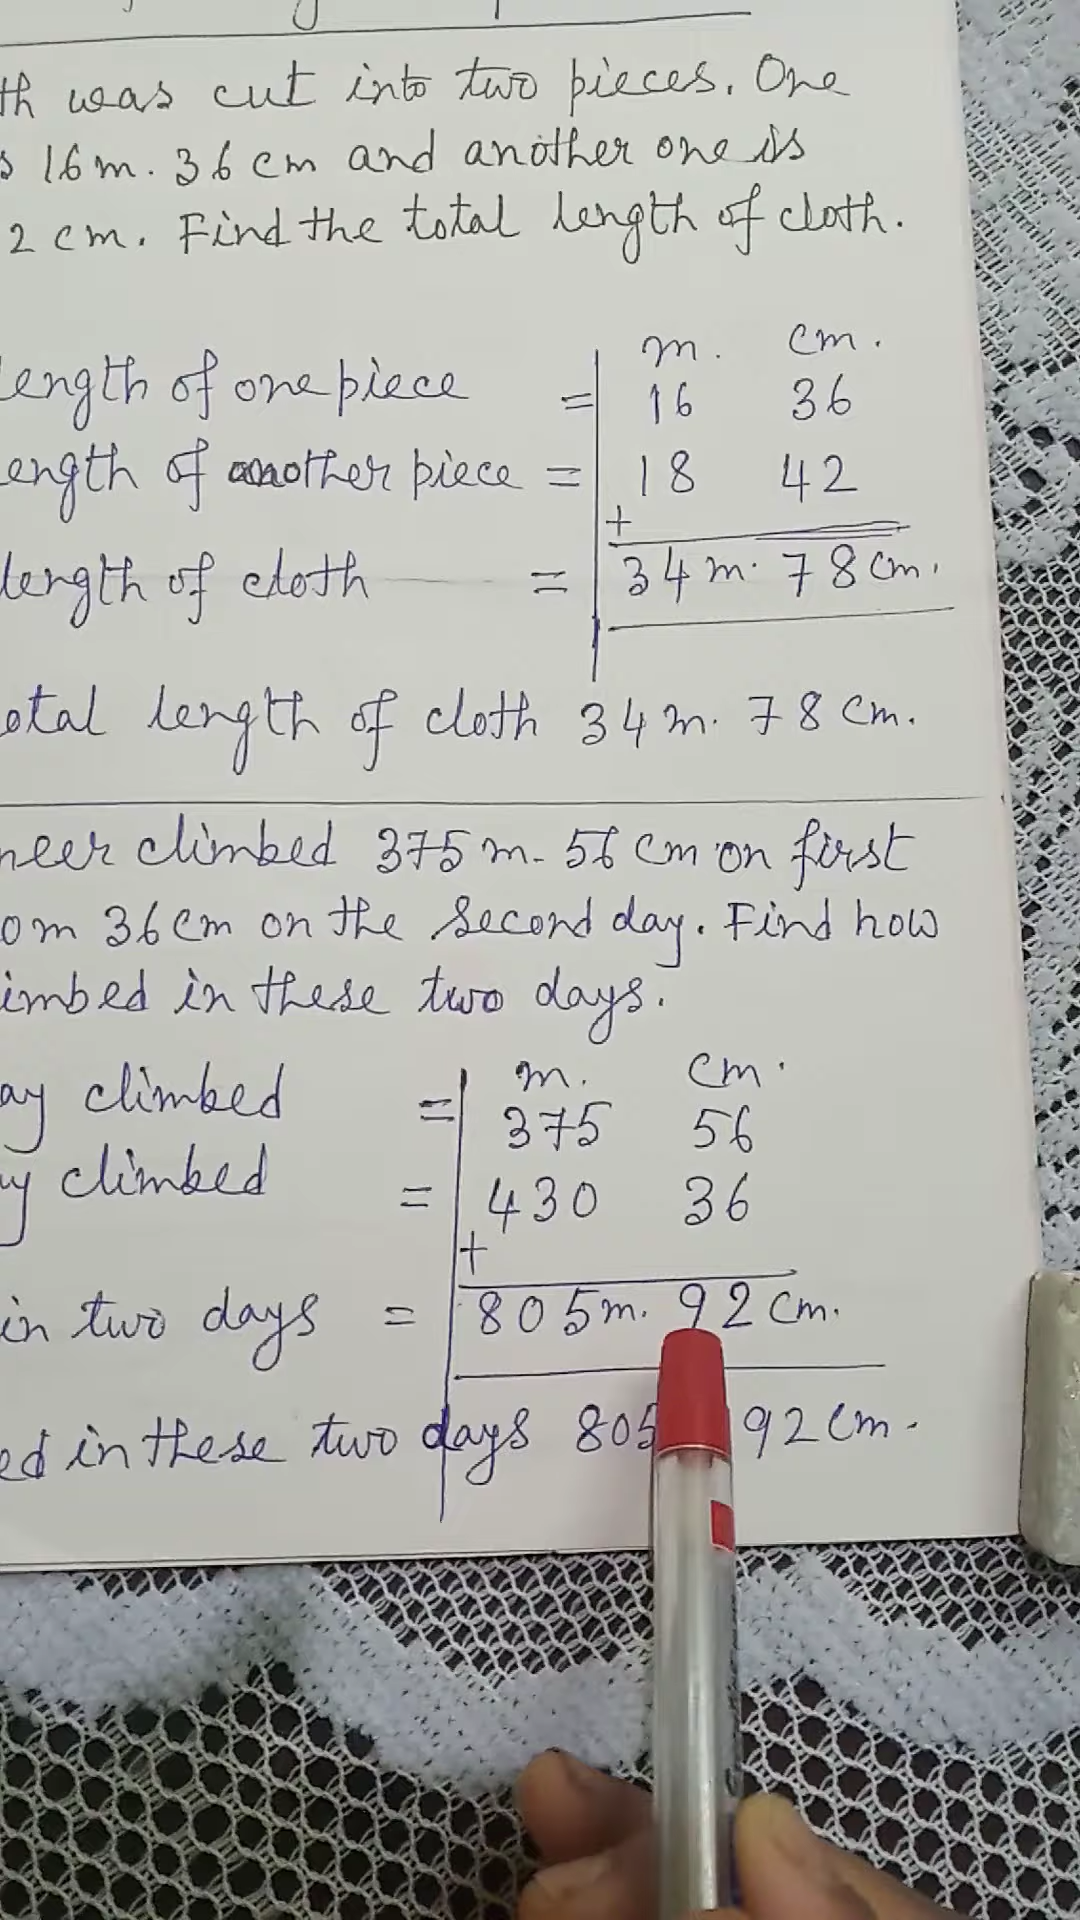 th was cut into two pieces. One
s 16 m. 36 cm and another one is
2 cm. Find the total length of cloth.
m. cm.
length of one piece = 16 36
length of another piece = 18 42
+
length of cloth = 34 m. 78 cm.
otal length of cloth 34 m. 78 cm.
neer climbed 375 m. 56 cm on first
om 36 cm on the second day. Find how
imbed in these two days.
m. cm.
ay climbed = 375 56
ay climbed = 430 36
+
in two days = 805 m. 92 cm.
ed in these two days 805 92 cm.